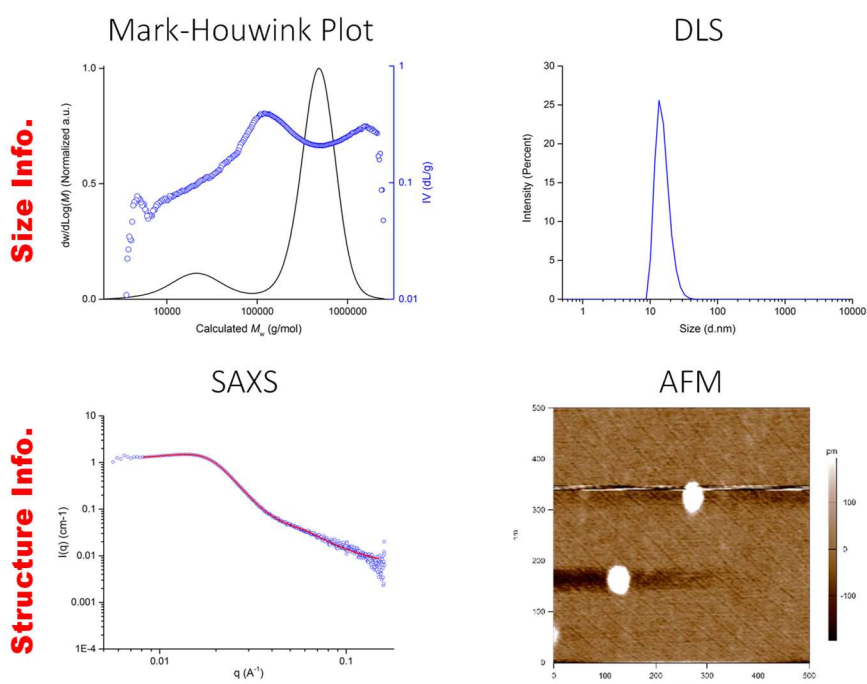 Mark-Houwink Plot
DLS
Size Info.
dw/dLog(M) (Normalized a.u.)
1.0
0.5
0.0
10000
100000
1000000
Calculated Mw (g/mol)
1
0.1
0.01
IV (dL/g)
Intensity (Percent)
30
25
20
15
10
5
0
1
10
100
1000
10000
Size (d.nm)
SAXS
AFM
Structure Info.
I(q) (cm-1)
10
1
0.1
0.01
0.001
1E-4
0.01
0.1
q (A-1)
500
400
300
200
100
0
0
100
200
300
400
500
pm
100
0
-100